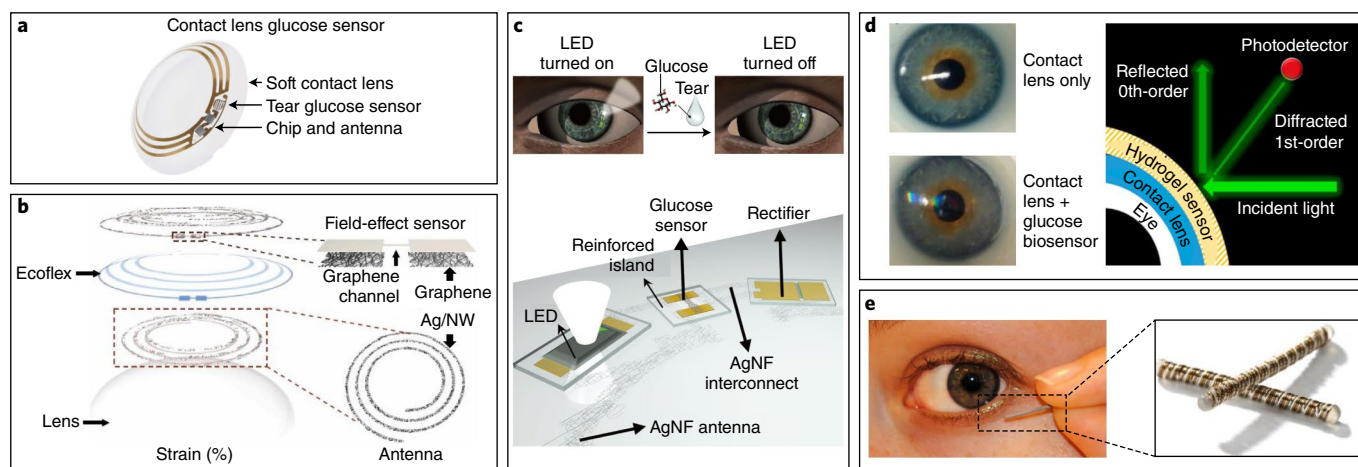 a
Contact lens glucose sensor
Soft contact lens
Tear glucose sensor
Chip and antenna
b
Field-effect sensor
Ecoflex
Graphene
channel
Graphene
Ag/NW
Lens
Strain (%)
Antenna
c
LED
turned on
Glucose
Tear
LED
turned off
Glucose
sensor
Rectifier
Reinforced
island
LED
AgNF
interconnect
AgNF antenna
d
Contact
lens only
Contact
lens +
glucose
biosensor
Photodetector
Reflected
0th-order
Diffracted
1st-order
Incident light
Hydrogel sensor
Contact lens
Eye
e